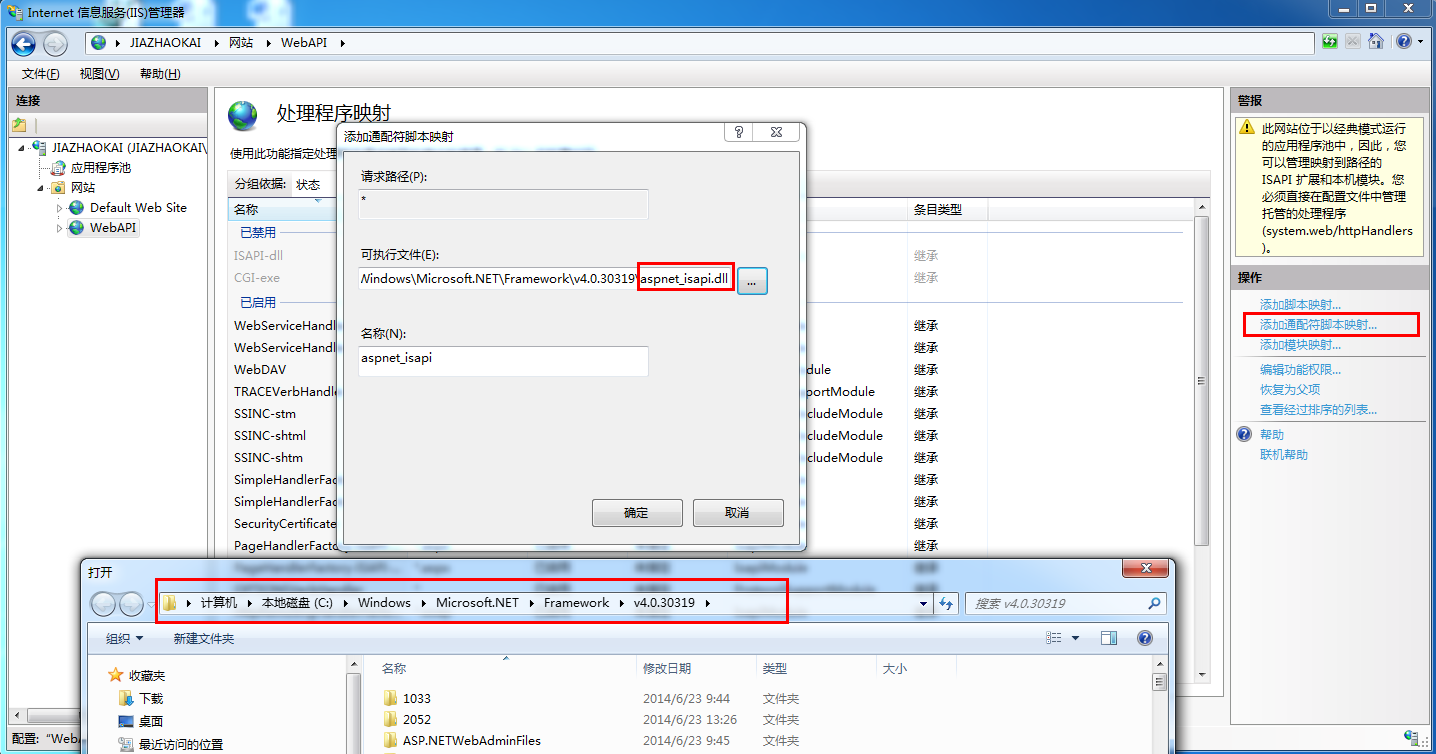 Internet 信息服务(IIS)管理器
JIAZHAOKAI 网站 WebAPI
文件(F) 视图(V) 帮助(H)
连接
JIAZHAOKAI (JIAZHAOKAI\
应用程序池
网站
Default Web Site
WebAPI
配置: "WebA
处理程序映射
使用此功能指定处理
分组依据: 状态
名称 条目类型
已禁用
ISAPI-dll 继承
CGI-exe 继承
已启用
WebServiceHandl 继承
WebServiceHandl 继承
WebDAV dule 继承
TRACEVerbHandle portModule 继承
SSINC-stm cludeModule 继承
SSINC-shtml cludeModule 继承
SSINC-shtm cludeModule 继承
SimpleHandlerFac 继承
SimpleHandlerFac 继承
SecurityCertificate 继承
PageHandlerFactory 继承
添加通配符脚本映射
请求路径(P):
*
可执行文件(E):
Windows\Microsoft.NET\Framework\v4.0.30319\aspnet_isapi.dll
...
名称(N):
aspnet_isapi
确定 取消
警报
此网站位于以经典模式运行
的应用程序池中，因此，您
可以管理映射到路径的
ISAPI 扩展和本机模块。您
必须直接在配置文件中管理
托管的处理程序
(system.web/httpHandlers
)。
操作
添加脚本映射...
添加通配符脚本映射...
添加模块映射...
编辑功能权限...
恢复为父项
查看经过排序的列表...
帮助
联机帮助
打开
计算机 本地磁盘 (C:) Windows Microsoft.NET Framework v4.0.30319
搜索 v4.0.30319
组织 新建文件夹
收藏夹
下载
桌面
最近访问的位置
名称 修改日期 类型 大小
1033 2014/6/23 9:44 文件夹
2052 2014/6/23 13:26 文件夹
ASP.NETWebAdminFiles 2014/6/23 9:45 文件夹